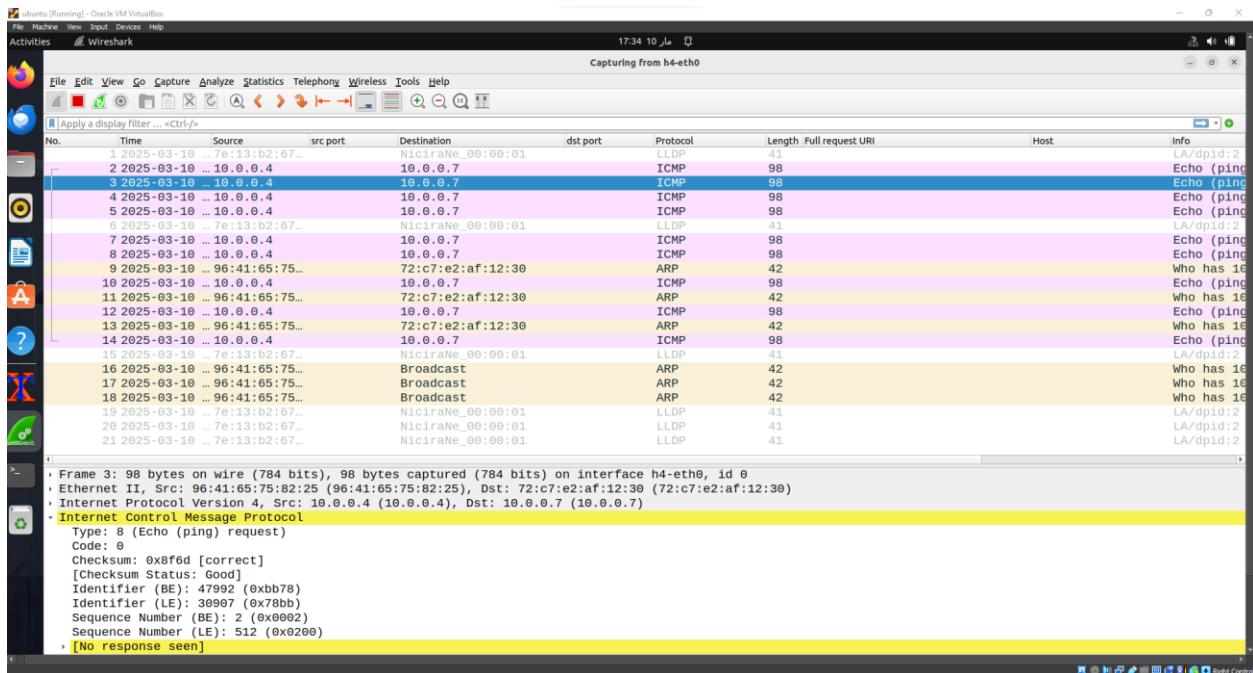 ubuntu [Running] - Oracle VM VirtualBox
File Machine View Input Devices Help
Activities Wireshark 17:34 10 مار
Capturing from h4-eth0
File Edit View Go Capture Analyze Statistics Telephony Wireless Tools Help
Apply a display filter ... <Ctrl-/>
No. Time Source src port Destination dst port Protocol Length Full request URI Host Info
1 2025-03-10 … 7e:13:b2:67… NiciraNe_00:00:01 LLDP 41 LA/dpid:2
2 2025-03-10 … 10.0.0.4 10.0.0.7 ICMP 98 Echo (ping
3 2025-03-10 … 10.0.0.4 10.0.0.7 ICMP 98 Echo (ping
4 2025-03-10 … 10.0.0.4 10.0.0.7 ICMP 98 Echo (ping
5 2025-03-10 … 10.0.0.4 10.0.0.7 ICMP 98 Echo (ping
6 2025-03-10 … 7e:13:b2:67… NiciraNe_00:00:01 LLDP 41 LA/dpid:2
7 2025-03-10 … 10.0.0.4 10.0.0.7 ICMP 98 Echo (ping
8 2025-03-10 … 10.0.0.4 10.0.0.7 ICMP 98 Echo (ping
9 2025-03-10 … 96:41:65:75… 72:c7:e2:af:12:30 ARP 42 Who has 10
10 2025-03-10 … 10.0.0.4 10.0.0.7 ICMP 98 Echo (ping
11 2025-03-10 … 96:41:65:75… 72:c7:e2:af:12:30 ARP 42 Who has 10
12 2025-03-10 … 10.0.0.4 10.0.0.7 ICMP 98 Echo (ping
13 2025-03-10 … 96:41:65:75… 72:c7:e2:af:12:30 ARP 42 Who has 10
14 2025-03-10 … 10.0.0.4 10.0.0.7 ICMP 98 Echo (ping
15 2025-03-10 … 7e:13:b2:67… NiciraNe_00:00:01 LLDP 41 LA/dpid:2
16 2025-03-10 … 96:41:65:75… Broadcast ARP 42 Who has 10
17 2025-03-10 … 96:41:65:75… Broadcast ARP 42 Who has 10
18 2025-03-10 … 96:41:65:75… Broadcast ARP 42 Who has 10
19 2025-03-10 … 7e:13:b2:67… NiciraNe_00:00:01 LLDP 41 LA/dpid:2
20 2025-03-10 … 7e:13:b2:67… NiciraNe_00:00:01 LLDP 41 LA/dpid:2
21 2025-03-10 … 7e:13:b2:67… NiciraNe_00:00:01 LLDP 41 LA/dpid:2
Frame 3: 98 bytes on wire (784 bits), 98 bytes captured (784 bits) on interface h4-eth0, id 0
Ethernet II, Src: 96:41:65:75:82:25 (96:41:65:75:82:25), Dst: 72:c7:e2:af:12:30 (72:c7:e2:af:12:30)
Internet Protocol Version 4, Src: 10.0.0.4 (10.0.0.4), Dst: 10.0.0.7 (10.0.0.7)
Internet Control Message Protocol
Type: 8 (Echo (ping) request)
Code: 0
Checksum: 0x8f6d [correct]
[Checksum Status: Good]
Identifier (BE): 47992 (0xbb78)
Identifier (LE): 30907 (0x78bb)
Sequence Number (BE): 2 (0x0002)
Sequence Number (LE): 512 (0x0200)
[No response seen]
Right Contro